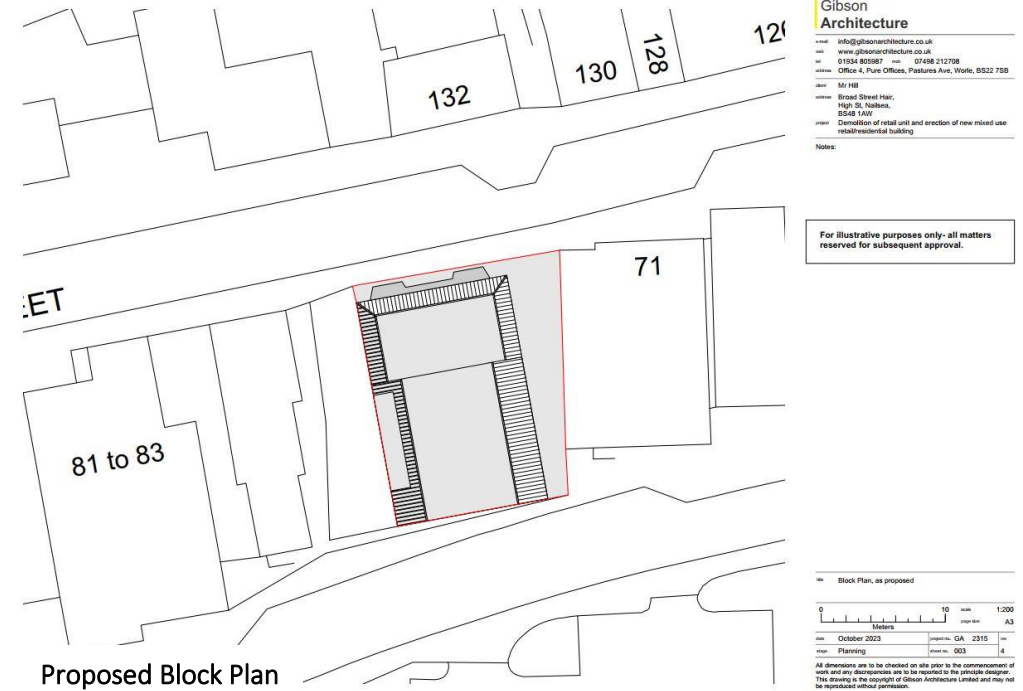 132
130
128
126
71
EET
81 to 83
Proposed Block Plan
Gibson
Architecture
e-mail info@gibsonarchitecture.co.uk
web www.gibsonarchitecture.co.uk
tel 01934 805987 mob 07498 212708
address Office 4, Pure Offices, Pastures Ave, Worle, BS22 7SB
client Mr Hill
address Broad Street Hair,
High St, Nailsea,
BS48 1AW
project Demolition of retail unit and erection of new mixed use
retail/residential building
Notes:
For illustrative purposes only- all matters
reserved for subsequent approval.
title Block Plan, as proposed
0 10 scale 1:200
Meters page size A3
date October 2023 project no. GA 2315 rev
stage Planning sheet no. 003 4
All dimensions are to be checked on site prior to the commencement of
work and any discrepancies are to be reported to the principle designer.
This drawing is the copyright of Gibson Architecture Limited and may not
be reproduced without permission.